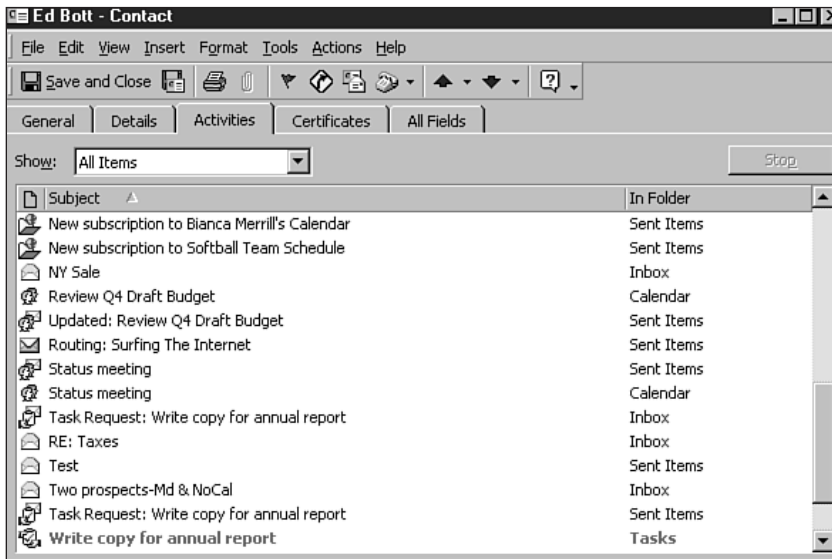 Ed Bott - Contact
File Edit View Insert Format Tools Actions Help
Save and Close
General Details Activities Certificates All Fields
Show: All Items Stop
Subject In Folder
New subscription to Bianca Merrill's Calendar Sent Items
New subscription to Softball Team Schedule Sent Items
NY Sale Inbox
Review Q4 Draft Budget Calendar
Updated: Review Q4 Draft Budget Sent Items
Routing: Surfing The Internet Sent Items
Status meeting Sent Items
Status meeting Calendar
Task Request: Write copy for annual report Inbox
RE: Taxes Inbox
Test Sent Items
Two prospects-Md & NoCal Inbox
Task Request: Write copy for annual report Sent Items
Write copy for annual report Tasks